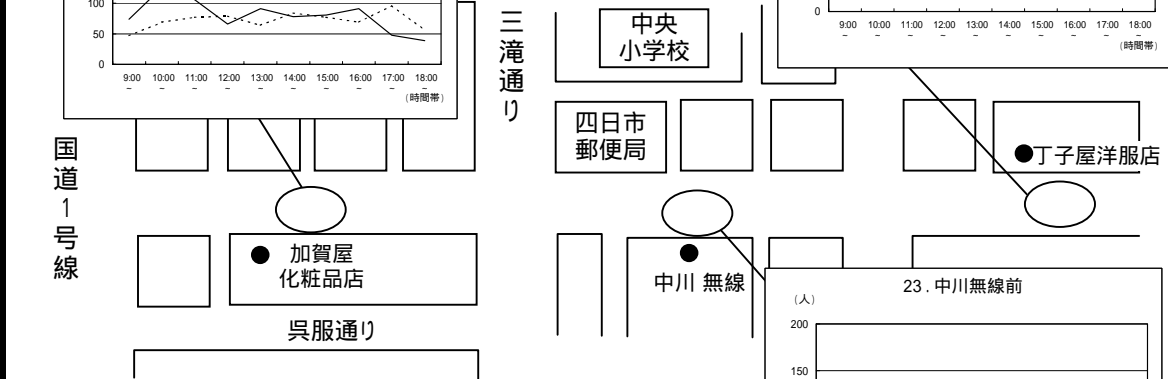 100
50
0
9:00 10:00 11:00 12:00 13:00 14:00 15:00 16:00 17:00 18:00
~ ~ ~ ~ ~ ~ ~ ~ ~ ~
(時間帯)
三滝通り
中央
小学校
0
9:00 10:00 11:00 12:00 13:00 14:00 15:00 16:00 17:00 18:00
~ ~ ~ ~ ~ ~ ~ ~ ~ ~
(時間帯)
四日市
郵便局
丁子屋洋服店
国道1号線
加賀屋
化粧品店
中川 無線
呉服通り
23.中川無線前
(人)
200
150